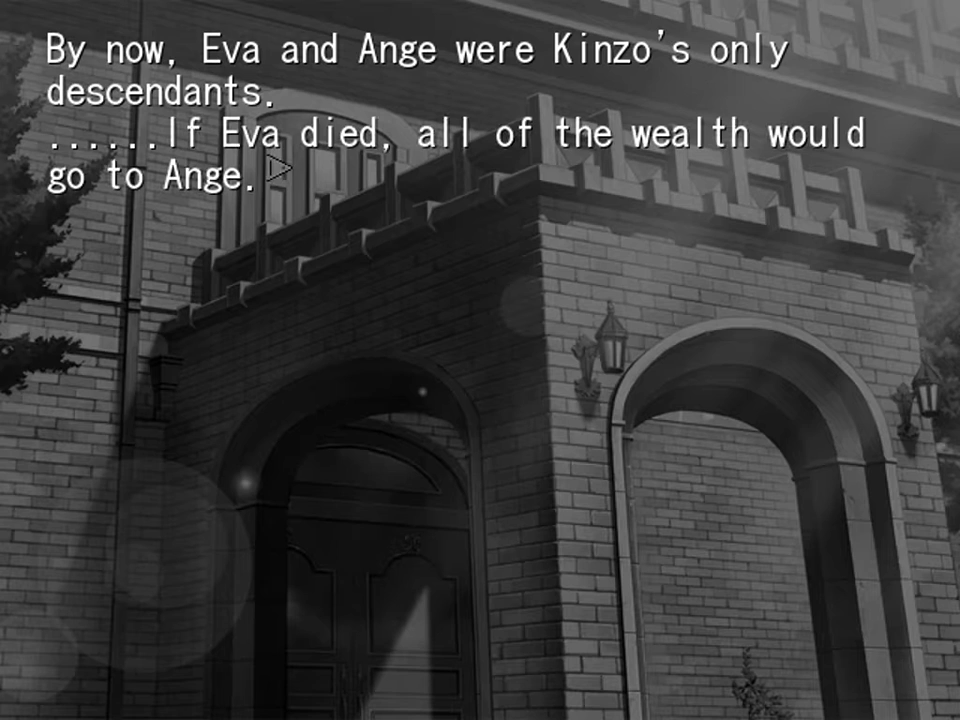 By now, Eva and Ange were Kinzo's only
descendants.
......If Eva died, all of the wealth would
go to Ange.